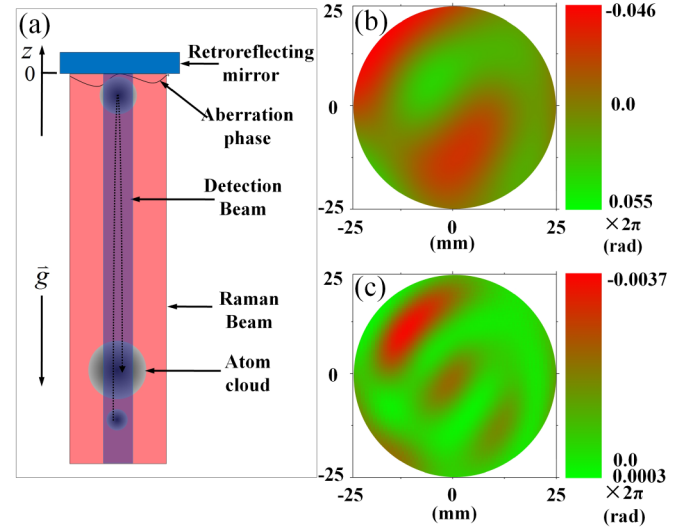 (a)
z
0
Retroreflecting
mirror
Aberration
phase
Detection
Beam
g
Raman
Beam
Atom
cloud
(b)
25
0
25
-25
0
25
(mm)
-0.046
0.0
0.055
×2π
(rad)
(c)
25
0
25
-25
0
25
(mm)
-0.0037
0.0
0.0003
×2π
(rad)